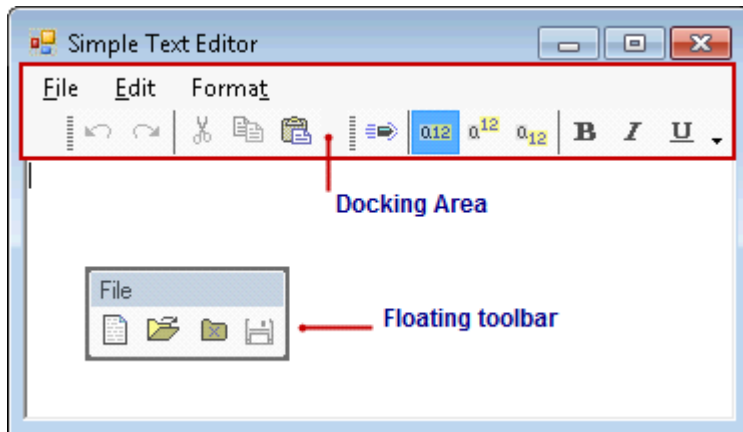 Simple Text Editor
File Edit Format
0.12 0.12 0.12 B I U
Docking Area
File
Floating toolbar